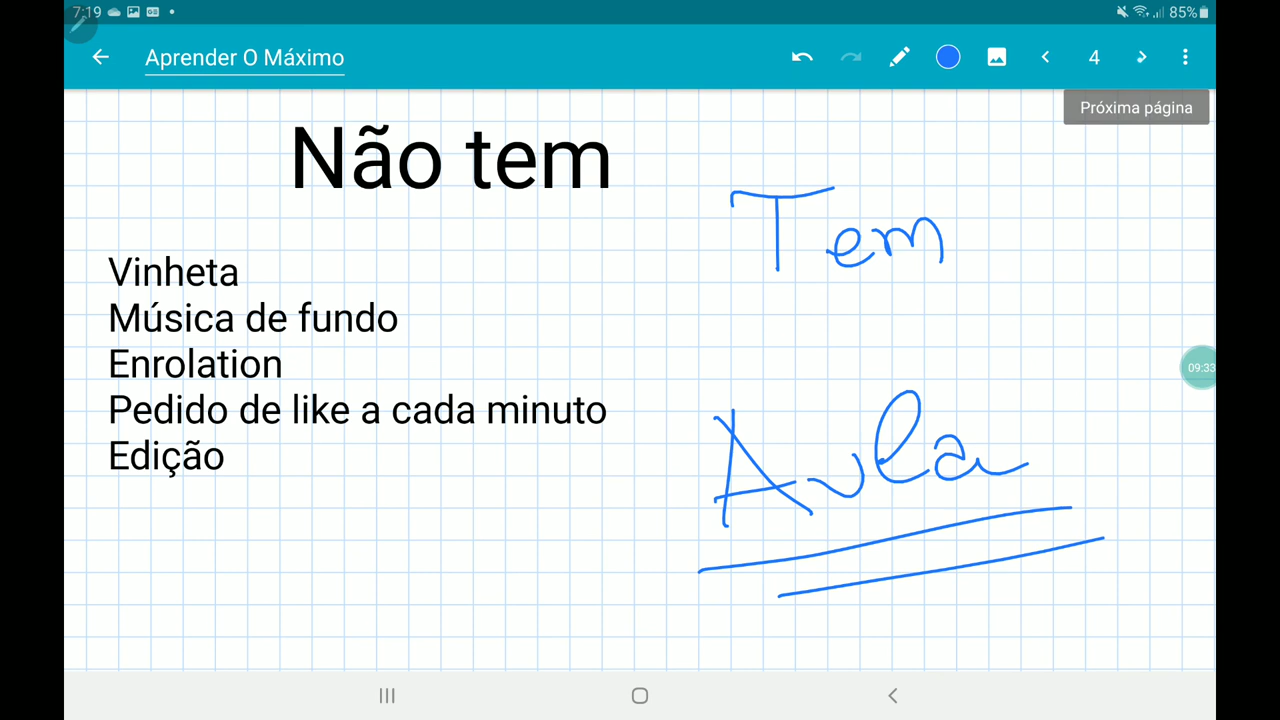 7:19 85%
Aprender O Máximo 4
Próxima página
Não tem
Tem
Vinheta
Música de fundo
Enrolation
Pedido de like a cada minuto
Edição
Aula
09:33